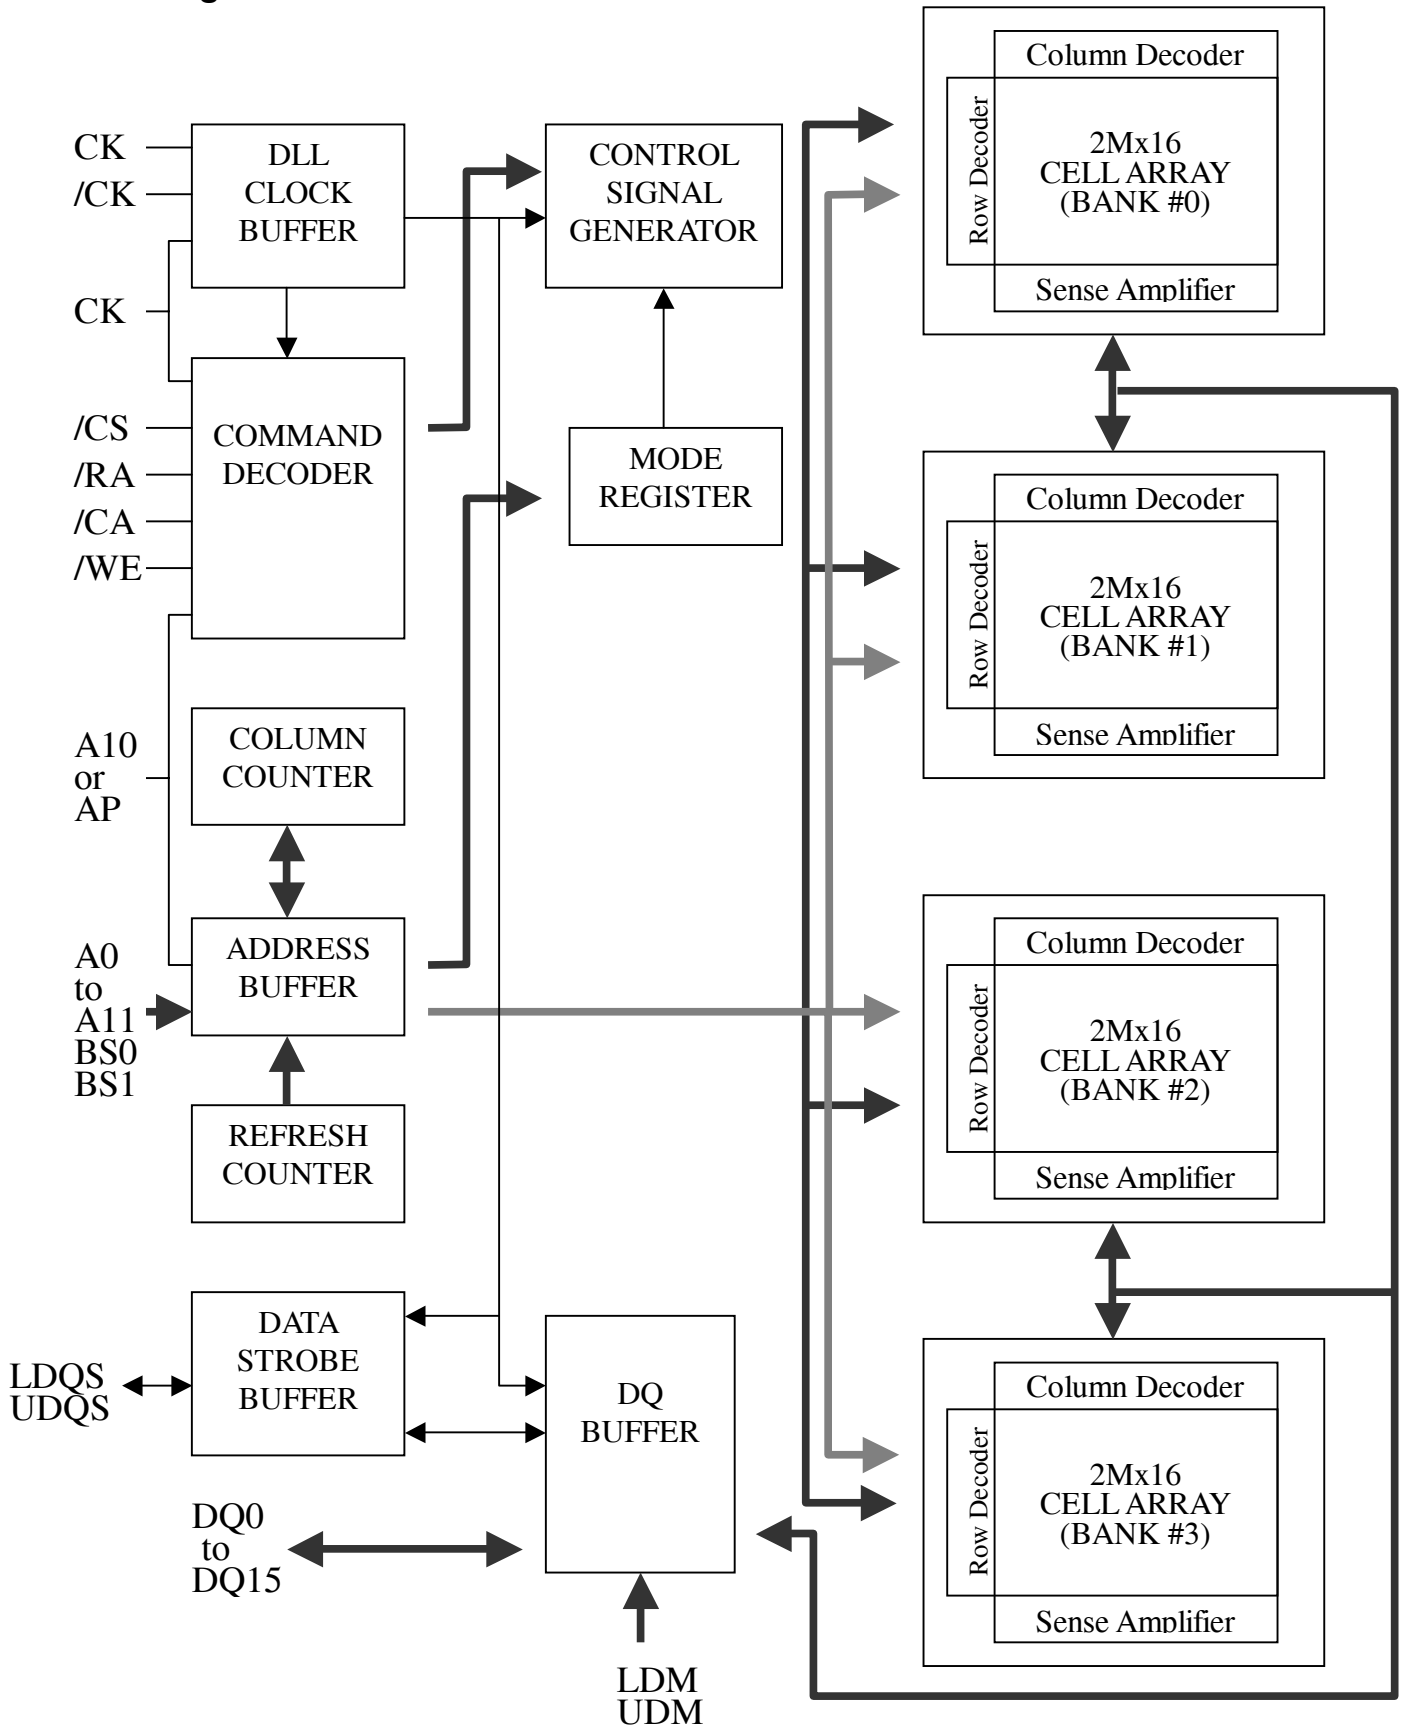 CK
/CK
CK
/CS
/RA
/CA
/WE
A10
or
AP
A0
to
A11
BS0
BS1
LDQS
UDQS
DQ0
to
DQ15
DLL
CLOCK
BUFFER
COMMAND
DECODER
COLUMN
COUNTER
ADDRESS
BUFFER
REFRESH
COUNTER
DATA
STROBE
BUFFER
CONTROL
SIGNAL
GENERATOR
MODE
REGISTER
DQ
BUFFER
LDM
UDM
Column Decoder
Row Decoder
2Mx16
CELL ARRAY
(BANK #0)
Sense Amplifier
Column Decoder
Row Decoder
2Mx16
CELL ARRAY
(BANK #1)
Sense Amplifier
Column Decoder
Row Decoder
2Mx16
CELL ARRAY
(BANK #2)
Sense Amplifier
Column Decoder
Row Decoder
2Mx16
CELL ARRAY
(BANK #3)
Sense Amplifier